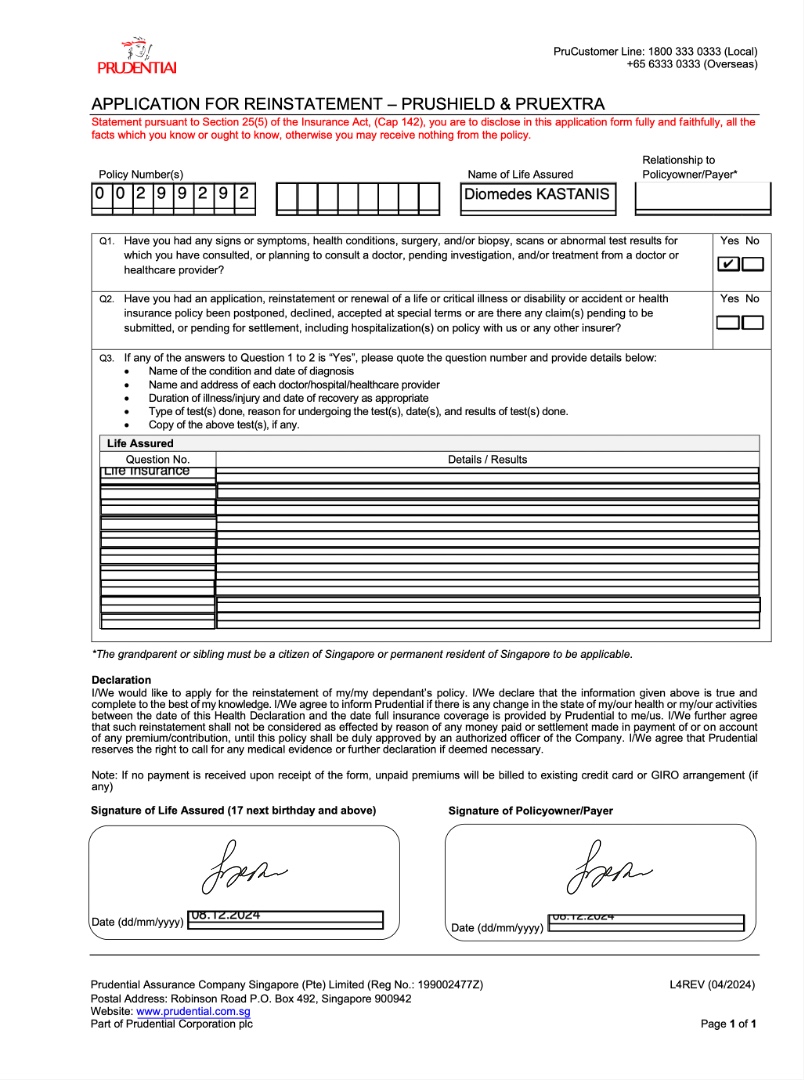 PRUDENTIAL
PruCustomer Line: 1800 333 0333 (Local)
+65 6333 0333 (Overseas)
APPLICATION FOR REINSTATEMENT – PRUSHIELD & PRUEXTRA
Statement pursuant to Section 25(5) of the Insurance Act, (Cap 142), you are to disclose in this application form fully and faithfully, all the
facts which you know or ought to know, otherwise you may receive nothing from the policy.
Policy Number(s)
Name of Life Assured
Relationship to
Policyowner/Payer*
0 0 2 9 9 2 9 2
Diomedes KASTANIS
Q1. Have you had any signs or symptoms, health conditions, surgery, and/or biopsy, scans or abnormal test results for
which you have consulted, or planning to consult a doctor, pending investigation, and/or treatment from a doctor or
healthcare provider?
Yes No
✔
Q2. Have you had an application, reinstatement or renewal of a life or critical illness or disability or accident or health
insurance policy been postponed, declined, accepted at special terms or are there any claim(s) pending to be
submitted, or pending for settlement, including hospitalization(s) on policy with us or any other insurer?
Yes No
Q3. If any of the answers to Question 1 to 2 is “Yes”, please quote the question number and provide details below:
• Name of the condition and date of diagnosis
• Name and address of each doctor/hospital/healthcare provider
• Duration of illness/injury and date of recovery as appropriate
• Type of test(s) done, reason for undergoing the test(s), date(s), and results of test(s) done.
• Copy of the above test(s), if any.
Life Assured
Question No. Details / Results
Life Insurance
*The grandparent or sibling must be a citizen of Singapore or permanent resident of Singapore to be applicable.
Declaration
I/We would like to apply for the reinstatement of my/my dependant’s policy. I/We declare that the information given above is true and
complete to the best of my knowledge. I/We agree to inform Prudential if there is any change in the state of my/our health or my/our activities
between the date of this Health Declaration and the date full insurance coverage is provided by Prudential to me/us. I/We further agree
that such reinstatement shall not be considered as effected by reason of any money paid or settlement made in payment of or on account
of any premium/contribution, until this policy shall be duly approved by an authorized officer of the Company. I/We agree that Prudential
reserves the right to call for any medical evidence or further declaration if deemed necessary.
Note: If no payment is received upon receipt of the form, unpaid premiums will be billed to existing credit card or GIRO arrangement (if
any)
Signature of Life Assured (17 next birthday and above)
Signature of Policyowner/Payer
Date (dd/mm/yyyy) 08.12.2024
Date (dd/mm/yyyy) 08.12.2024
Prudential Assurance Company Singapore (Pte) Limited (Reg No.: 199002477Z)
L4REV (04/2024)
Postal Address: Robinson Road P.O. Box 492, Singapore 900942
Website: www.prudential.com.sg
Part of Prudential Corporation plc
Page 1 of 1